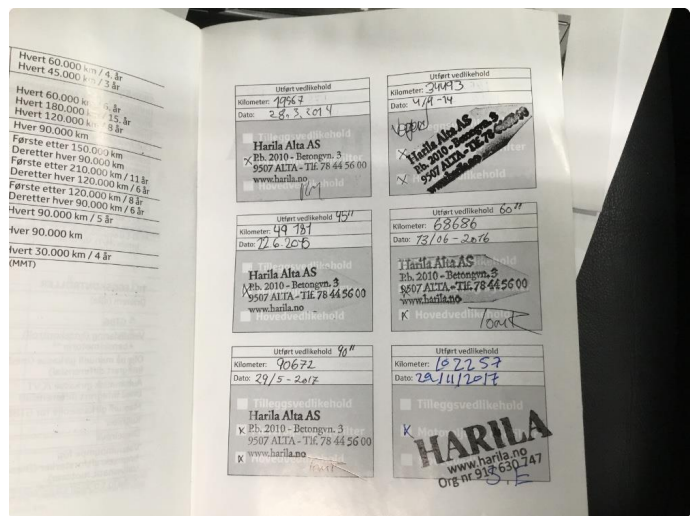 Hvert 60.000 km / 4. år
Hvert 45.000 km / 3 år
Hvert 60.000 km / 5. år
Hvert 180.000 km / 15. år
Hvert 120.000 km / 8 år
Hver 90.000 km
Første etter 150.000 km
Deretter hver 90.000 km
Første etter 210.000 km / 11 år
Deretter hver 120.000 km / 6 år
Første etter 120.000 km / 8 år
Deretter hver 90.000 km / 6 år
Hvert 90.000 km / 5 år
Hver 90.000 km
Hvert 30.000 km / 4 år
(MMT)
Utført vedlikehold
Kilometer: 19567
Dato: 28.3.2014
Tilleggsvedlikehold
Harila Alta AS
x P.b. 2010 - Betongvn. 3
9507 ALTA - Tlf. 78 44 56 00
www.harila.no
Utført vedlikehold
Kilometer: 34493
Dato: 4/9-14
Harila Alta AS
x P.b. 2010 - Betongvn. 3
9507 ALTA - Tlf. 78 44 56 00
x www.harila.no
Utført vedlikehold 45"
Kilometer: 49 781
Dato: 22.6-2015
Tilleggsvedlikehold
Harila Alta AS
x P.b. 2010 - Betongvn. 3
9507 ALTA - Tlf. 78 44 56 00
www.harila.no
Hovedvedlikehold
Utført vedlikehold 60"
Kilometer: 68686
Dato: 13/06-2016
Harila Alta AS
P.b. 2010 - Betongvn. 3
9507 ALTA - Tlf. 78 44 56 00
www.harila.no
x Hovedvedlikehold
Utført vedlikehold 90"
Kilometer: 90672
Dato: 29/5-2017
Tilleggsvedlikehold
Harila Alta AS
x P.b. 2010 - Betongvn. 3
9507 ALTA - Tlf. 78 44 56 00
x www.harila.no
Utført vedlikehold
Kilometer: 102257
Dato: 29/11/2017
Tilleggsvedlikehold
x
HARILA
www.harila.no
Org nr 918 630 747
S.E